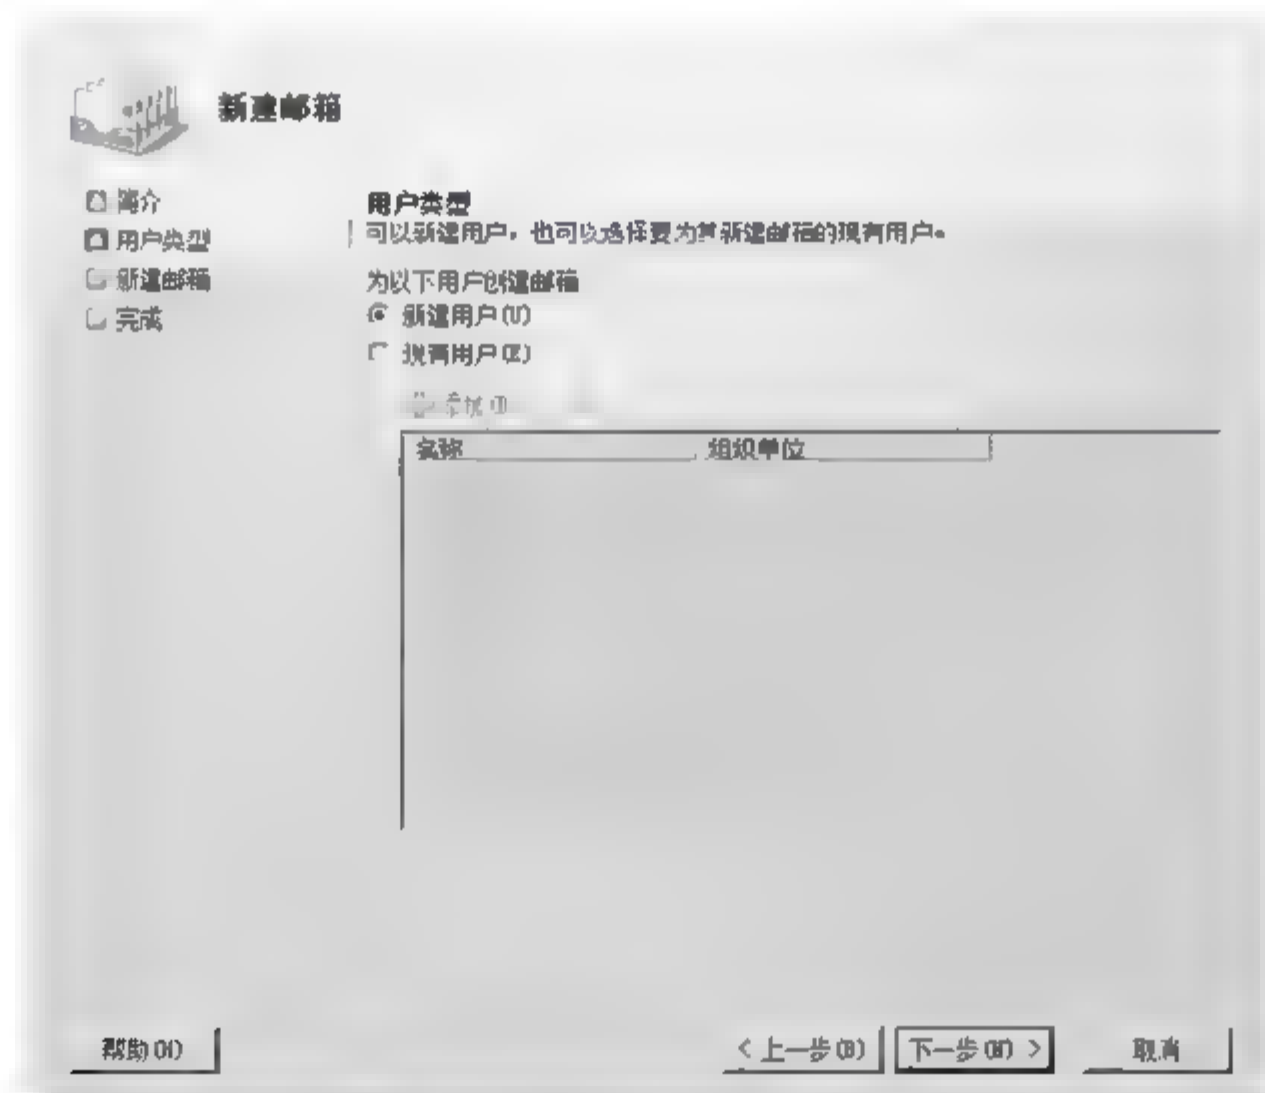 新建邮箱
简介
用户类型
新建邮箱
完成
用户类型
可以新建用户，也可以选择要为其新建邮箱的现有用户。
为以下用户创建邮箱
新建用户(U)
现有用户(E)
添加
名称 组织单位
帮助(H)
< 上一步(B) 下一步(N) > 取消